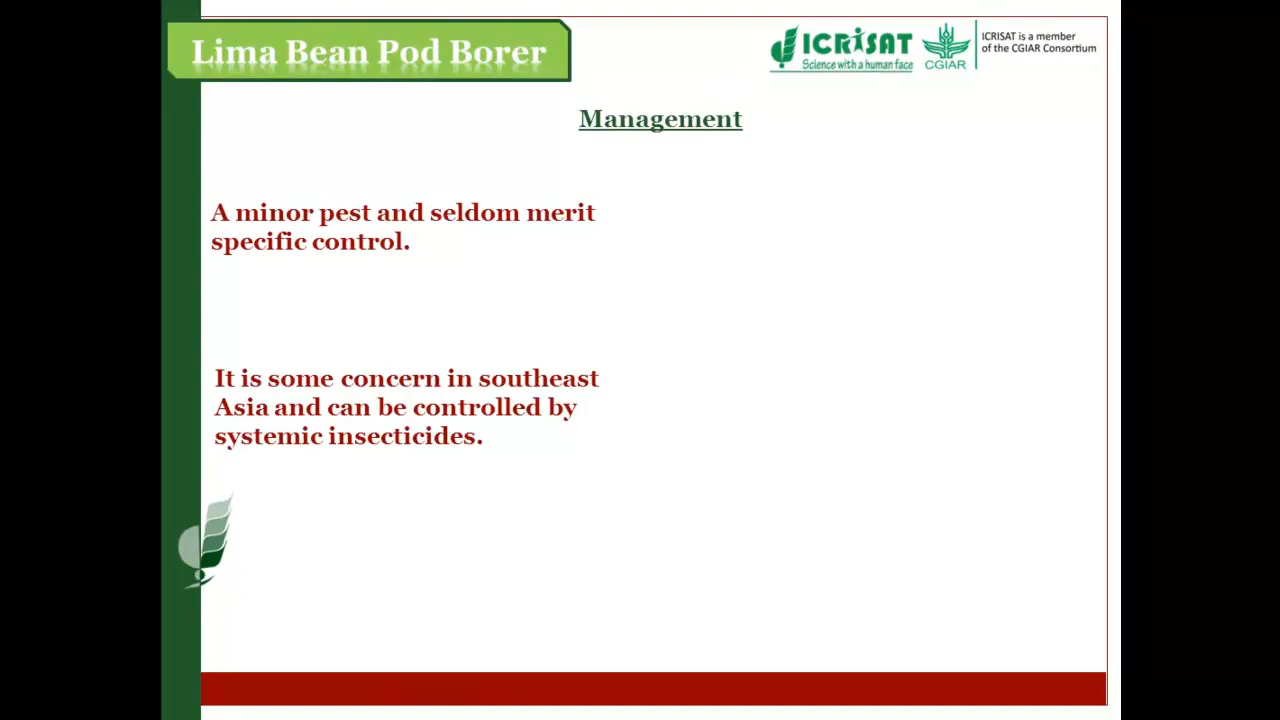 Lima Bean Pod Borer
ICRISAT
Science with a human face
CGIAR
ICRISAT is a member
of the CGIAR Consortium
Management
A minor pest and seldom merit
specific control.
It is some concern in southeast
Asia and can be controlled by
systemic insecticides.